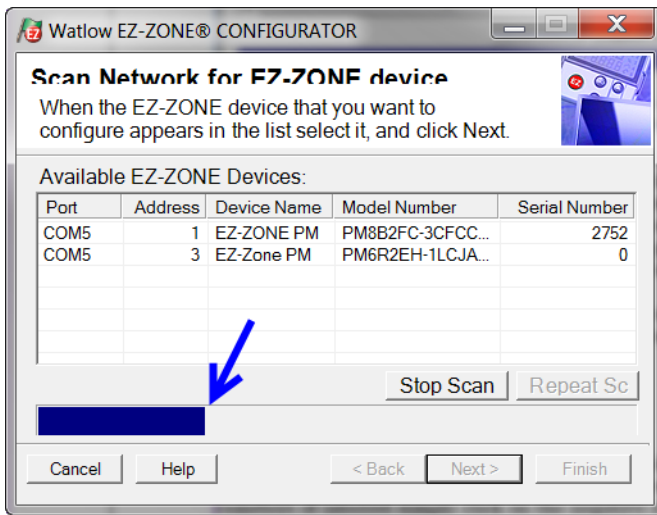 EZ Watlow EZ-ZONE® CONFIGURATOR X
Scan Network for EZ-ZONE device
When the EZ-ZONE device that you want to
configure appears in the list select it, and click Next.
EZ
Available EZ-ZONE Devices:
Port Address Device Name Model Number Serial Number
COM5 1 EZ-ZONE PM PM8B2FC-3CFCC... 2752
COM5 3 EZ-Zone PM PM6R2EH-1LCJA... 0
Stop Scan Repeat Sc
Cancel Help < Back Next > Finish